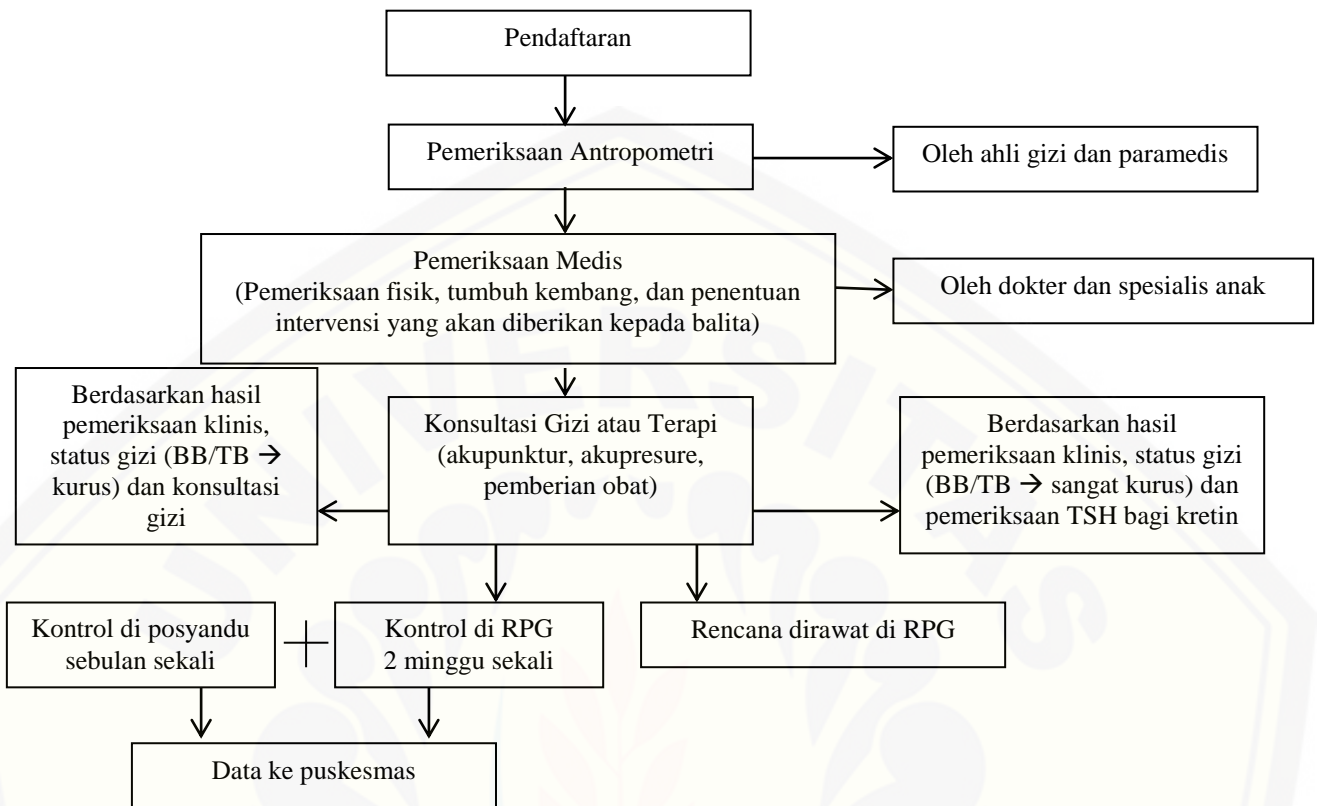 Pendaftaran
Pemeriksaan Antropometri
Oleh ahli gizi dan paramedis
Pemeriksaan Medis
(Pemeriksaan fisik, tumbuh kembang, dan penentuan
intervensi yang akan diberikan kepada balita)
Oleh dokter dan spesialis anak
Berdasarkan hasil
pemeriksaan klinis,
status gizi (BB/TB →
kurus) dan konsultasi
gizi
Konsultasi Gizi atau Terapi
(akupunktur, akupresure,
pemberian obat)
Berdasarkan hasil
pemeriksaan klinis, status gizi
(BB/TB → sangat kurus) dan
pemeriksaan TSH bagi kretin
Kontrol di posyandu
sebulan sekali
+
Kontrol di RPG
2 minggu sekali
Rencana dirawat di RPG
Data ke puskesmas
UNIVERSITAS